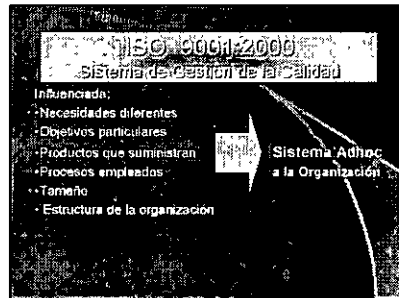 ISO 9001:2000
Sistema de Gestion de la Calidad
Influenciada:
• Necesidades diferentes
• Objetivos particulares
• Productos que suministran
• Procesos empleados
• Tamaño
• Estructura de la organización
Sistema Adhoc
a la Organización